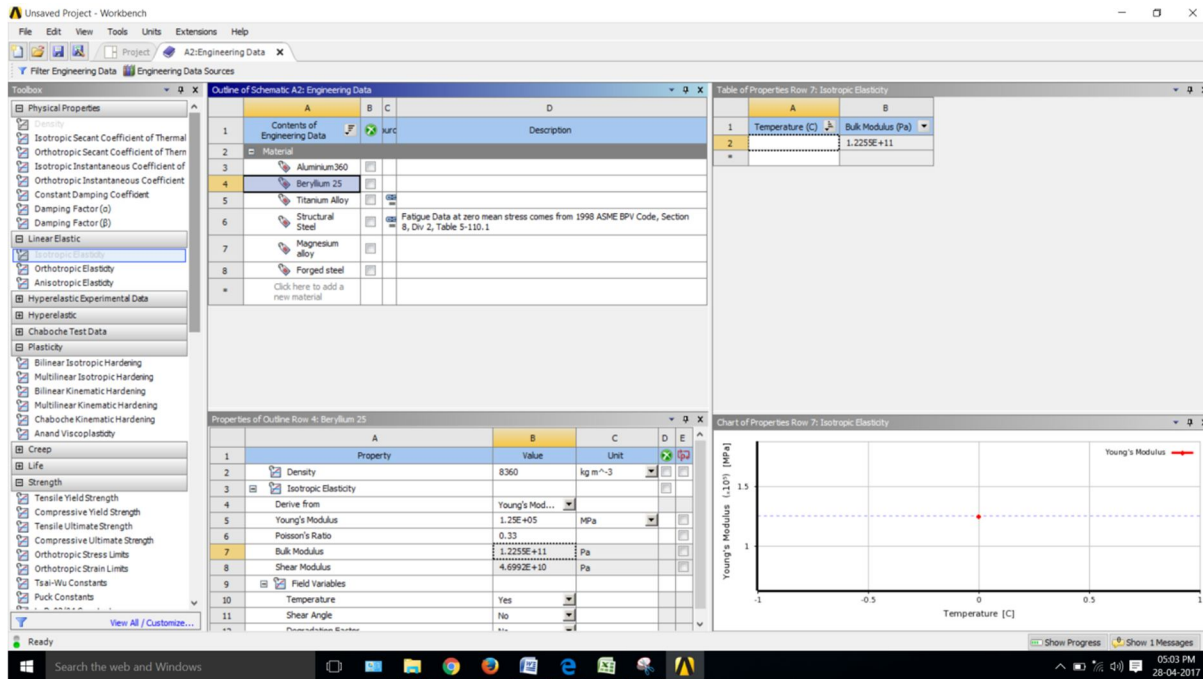 Unsaved Project - Workbench
File Edit View Tools Units Extensions Help
Project A2:Engineering Data
Filter Engineering Data Engineering Data Sources
Toolbox
Physical Properties
Density
Isotropic Secant Coefficient of Thermal
Orthotropic Secant Coefficient of Therm
Isotropic Instantaneous Coefficient of
Orthotropic Instantaneous Coefficient
Constant Damping Coefficient
Damping Factor (α)
Damping Factor (β)
Linear Elastic
Isotropic Elasticity
Orthotropic Elasticity
Anisotropic Elasticity
Hyperelastic Experimental Data
Hyperelastic
Chaboche Test Data
Plasticity
Bilinear Isotropic Hardening
Multilinear Isotropic Hardening
Bilinear Kinematic Hardening
Multilinear Kinematic Hardening
Chaboche Kinematic Hardening
Anand Viscoplasticity
Creep
Life
Strength
Tensile Yield Strength
Compressive Yield Strength
Tensile Ultimate Strength
Compressive Ultimate Strength
Orthotropic Stress Limits
Orthotropic Strain Limits
Tsai-Wu Constants
Puck Constants
View All / Customize...
Outline of Schematic A2: Engineering Data
A B C D
1 Contents of Engineering Data ourc Description
2 Material
3 Aluminium360
4 Beryllium 25
5 Titanium Alloy
6 Structural Steel Fatigue Data at zero mean stress comes from 1998 ASME BPV Code, Section
8, Div 2, Table 5-110.1
7 Magnesium alloy
8 Forged steel
* Click here to add a new material
Properties of Outline Row 4: Beryllium 25
A B C D E
1 Property Value Unit
2 Density 8360 kg m^-3
3 Isotropic Elasticity
4 Derive from Young's Mod...
5 Young's Modulus 1.25E+05 MPa
6 Poisson's Ratio 0.33
7 Bulk Modulus 1.2255E+11 Pa
8 Shear Modulus 4.6992E+10 Pa
9 Field Variables
10 Temperature Yes
11 Shear Angle No
12 Degradation Factor No
Table of Properties Row 7: Isotropic Elasticity
A B
1 Temperature (C) Bulk Modulus (Pa)
2 1.2255E+11
*
Chart of Properties Row 7: Isotropic Elasticity
Young's Modulus
Young's Modulus (.10⁵) [MPa]
1.5
1
-1 -0.5 0 0.5 1
Temperature [C]
Ready
Show Progress Show 1 Messages
Search the web and Windows
05:03 PM
28-04-2017